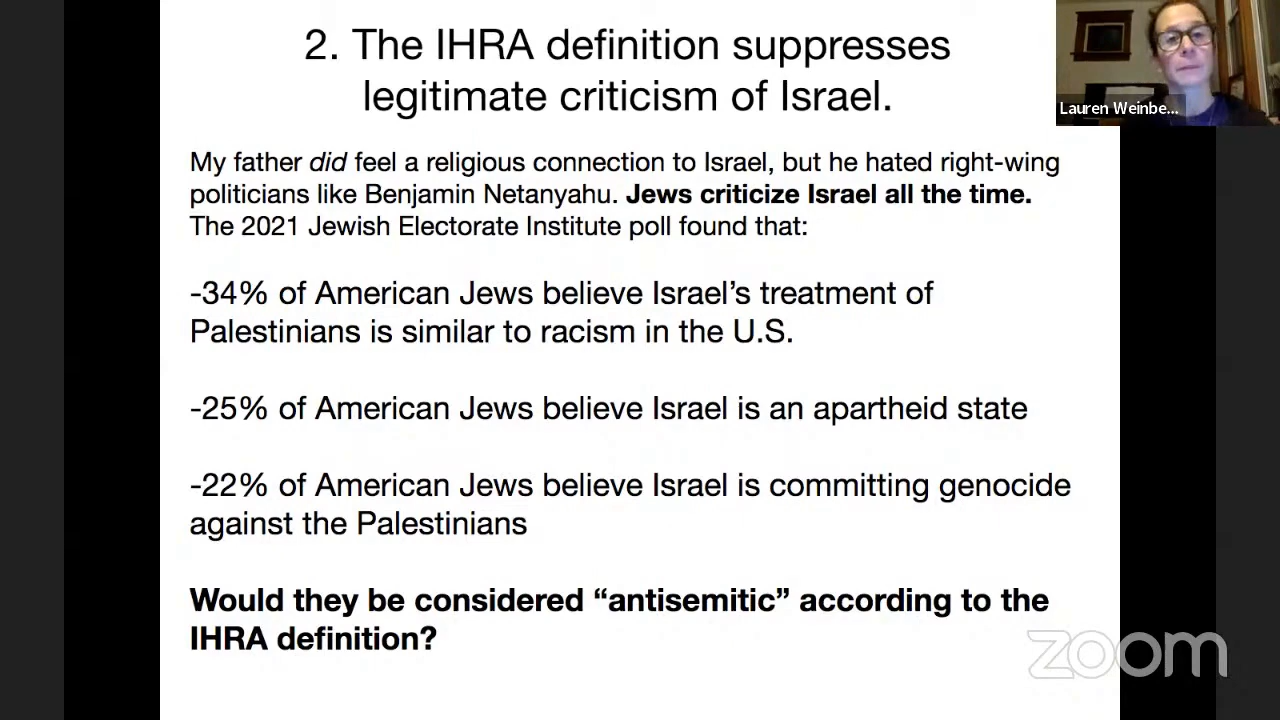 2. The IHRA definition suppresses
legitimate criticism of Israel.
Lauren Weinbe...
My father did feel a religious connection to Israel, but he hated right-wing
politicians like Benjamin Netanyahu. Jews criticize Israel all the time.
The 2021 Jewish Electorate Institute poll found that:
-34% of American Jews believe Israel’s treatment of
Palestinians is similar to racism in the U.S.
-25% of American Jews believe Israel is an apartheid state
-22% of American Jews believe Israel is committing genocide
against the Palestinians
Would they be considered “antisemitic” according to the
IHRA definition?
zoom